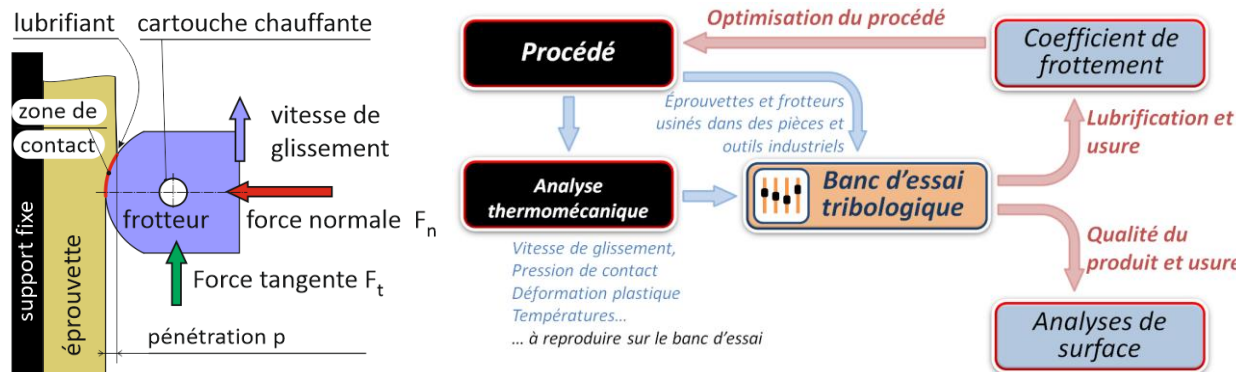 lubrifiant
cartouche chauffante
zone de
contact
vitesse de
glissement
frotteur
force normale Fn
Force tangente Ft
support fixe
éprouvette
pénétration p
Optimisation du procédé
Procédé
Coefficient de
frottement
Éprouvettes et frotteurs
usinés dans des pièces et
outils industriels
Lubrification et
usure
Analyse
thermomécanique
Banc d'essai
tribologique
Vitesse de glissement,
Pression de contact
Déformation plastique
Températures...
... à reproduire sur le banc d'essai
Qualité du
produit et usure
Analyses de
surface